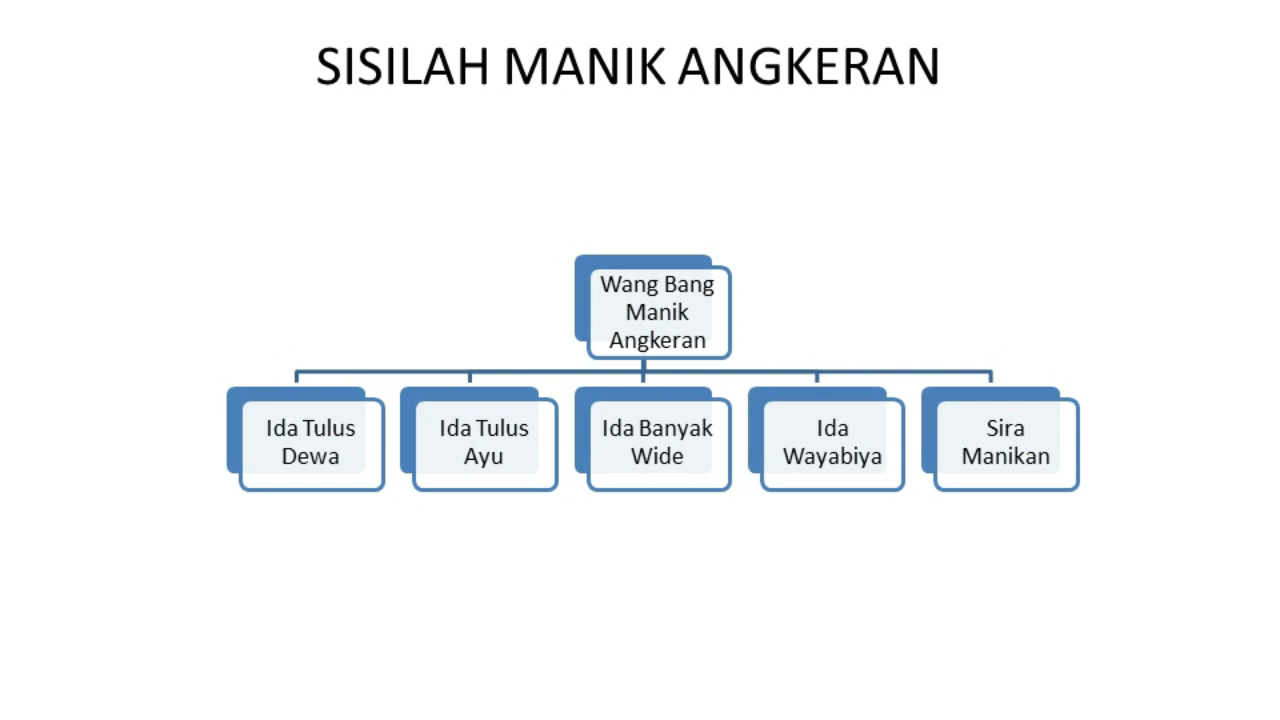 SISILAH MANIK ANGKERAN
Wang Bang
Manik
Angkeran
Ida Tulus
Dewa
Ida Tulus
Ayu
Ida Banyak
Wide
Ida
Wayabiya
Sira
Manikan